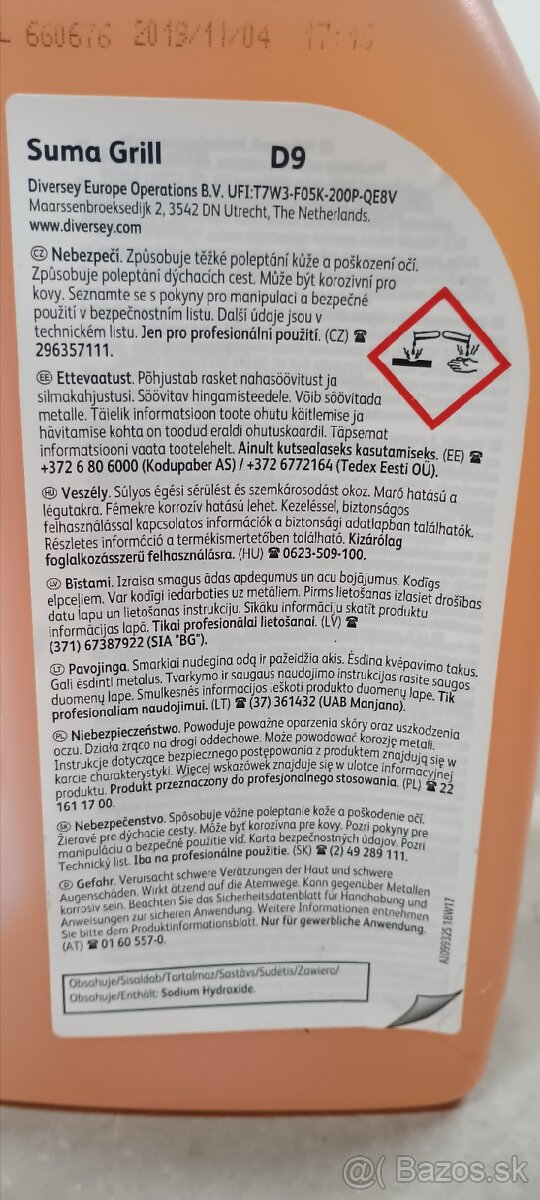 660676 2019/11/04 17:16
Suma Grill D9
Diversey Europe Operations B.V. UFI:T7W3-F05K-200P-QE8V
Maarssenbroeksedijk 2, 3542 DN Utrecht, The Netherlands.
www.diversey.com
CZ Nebezpečí. Způsobuje těžké poleptání kůže a poškození očí.
Způsobuje poleptání dýchacích cest. Může být korozivní pro
kovy. Seznamte se s pokyny pro manipulaci a bezpečné
použití v bezpečnostním listu. Další údaje jsou v
technickém listu. Jen pro profesionální použití. (CZ) ☎
296357111.
EE Ettevaatust. Põhjustab rasket nahasöövitust ja
silmakahjustusi. Söövitav hingamisteedele. Võib söövitada
metalle. Täielik informatsioon toote ohutu käitlemise ja
hävitamise kohta on toodud eraldi ohutuskaardil. Täpsemat
informatsiooni vaata tootelehelt. Ainult kutsealaseks kasutamiseks. (EE) ☎
+372 6 80 6000 (Kodupaber AS) / +372 6772164 (Tedex Eesti OÜ).
HU Veszély. Súlyos égési sérülést és szemkárosodást okoz. Maró hatású a
légutakra. Fémekre korrozív hatású lehet. Kezeléssel, biztonságos
felhasználással kapcsolatos információk a biztonsági adatlapban találhatók.
Részletes információ a termékismertetőben található. Kizárólag
foglalkozásszerű felhasználásra. (HU) ☎ 0623-509-100.
LV Bīstami. Izraisa smagus ādas apdegumus un acu bojājumus. Kodīgs
elpceļiem. Var kodīgi iedarboties uz metāliem. Pirms lietošanas izlasiet drošības
datu lapu un lietošanas instrukciju. Sīkāku informāciju skatīt produktu
informācijas lapā. Tikai profesionālai lietošanai. (LV) ☎
(371) 67387922 (SIA "BG").
LT Pavojinga. Smarkiai nudegina odą ir pažeidžia akis. Ėsdina kvėpavimo takus.
Gali ėsdinti metalus. Tvarkymo ir saugaus naudojimo instrukcijas rasite saugos
duomenų lape. Smulkesnės informacijos ieškoti produkto duomenų lape. Tik
profesionaliam naudojimui. (LT) ☎ (37) 361432 (UAB Manjana).
PL Niebezpieczeństwo. Powoduje poważne oparzenia skóry oraz uszkodzenia
oczu. Działa żrąco na drogi oddechowe. Może powodować korozję metali.
Instrukcje dotyczące bezpiecznego postępowania z produktem znajdują się w
karcie charakterystyki. Więcej wskazówek znajduje się w ulotce informacyjnej
produktu. Produkt przeznaczony do profesjonalnego stosowania. (PL) ☎ 22
161 17 00.
SK Nebezpečenstvo. Spôsobuje vážne poleptanie kože a poškodenie očí.
Žieravé pre dýchacie cesty. Môže byť korozívna pre kovy. Pozri pokyny pre
manipuláciu a bezpečné použitie viď. Karta bezpečnostných údajov. Pozri
Technický list. Iba na profesionálne použitie. (SK) ☎ (2) 49 289 111.
D Gefahr. Verursacht schwere Verätzungen der Haut und schwere
Augenschäden. Wirkt ätzend auf die Atemwege. Kann gegenüber Metallen
korrosiv sein. Beachten Sie das Sicherheitsdatenblatt für Handhabung und
Anweisungen zur sicheren Anwendung. Weitere Informationen entnehmen
Sie bitte dem Produktinformationsblatt. Nur für gewerbliche Anwendung.
(AT) ☎ 01 60 557-0.
Obsahuje/Sisaldab/Tartalmaz/Sastāvs/Sudėtis/Zawiera/
Obsahuje/Enthält: Sodium Hydroxide.
AI099325 1BW17
@Bazos.sk